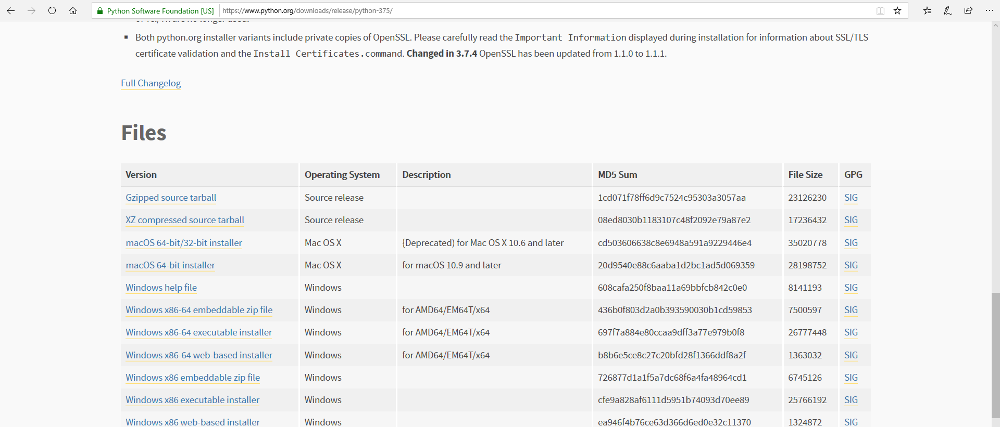 Python Software Foundation [US] https://www.python.org/downloads/release/python-375/
Both python.org installer variants include private copies of OpenSSL. Please carefully read the Important Information displayed during installation for information about SSL/TLS
certificate validation and the Install Certificates.command. Changed in 3.7.4 OpenSSL has been updated from 1.1.0 to 1.1.1.
Full Changelog
Files
Version Operating System Description MD5 Sum File Size GPG
Gzipped source tarball Source release 1cd071f78ff6d9c7524c95303a3057aa 23126230 SIG
XZ compressed source tarball Source release 08ed8030b1183107c48f2092e79a87e2 17236432 SIG
macOS 64-bit/32-bit installer Mac OS X {Deprecated) for Mac OS X 10.6 and later cd503606638c8e6948a591a9229446e4 35020778 SIG
macOS 64-bit installer Mac OS X for macOS 10.9 and later 20d9540e88c6aaba1d2bc1ad5d069359 28198752 SIG
Windows help file Windows 608cafa250f8baa11a69bbfcb842c0e0 8141193 SIG
Windows x86-64 embeddable zip file Windows for AMD64/EM64T/x64 436b0f803d2a0b393590030b1cd59853 7500597 SIG
Windows x86-64 executable installer Windows for AMD64/EM64T/x64 697f7a884e80ccaa9dff3a77e979b0f8 26777448 SIG
Windows x86-64 web-based installer Windows for AMD64/EM64T/x64 b8b6e5ce8c27c20bfd28f1366ddf8a2f 1363032 SIG
Windows x86 embeddable zip file Windows 726877d1a1f5a7dc68f6a4fa48964cd1 6745126 SIG
Windows x86 executable installer Windows cfe9a828af6111d5951b74093d70ee89 25766192 SIG
Windows x86 web-based installer Windows ea946f4b76ce63d366d6ed0e32c11370 1324872 SIG